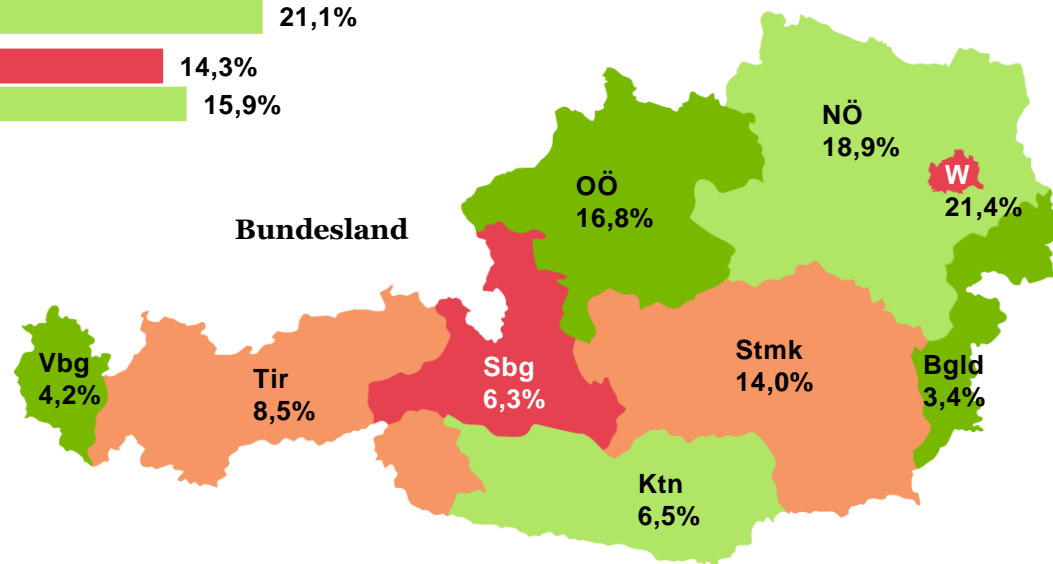 21,1%
14,3%
15,9%
NÖ
18,9%
W
21,4%
OÖ
16,8%
Bundesland
Vbg
4,2%
Tir
8,5%
Sbg
6,3%
Stmk
14,0%
Bgld
3,4%
Ktn
6,5%